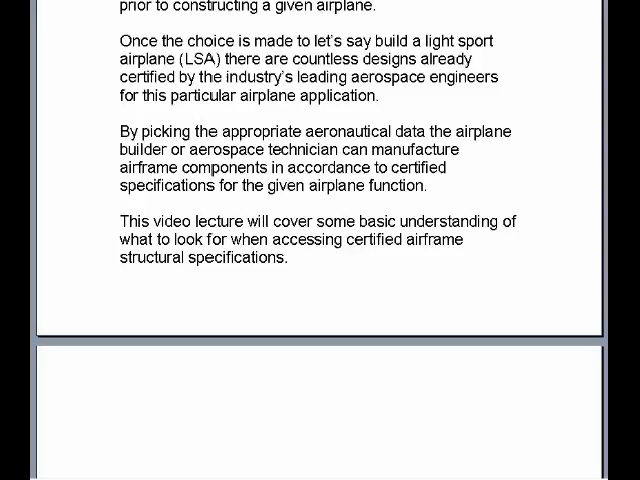 prior to constructing a given airplane.
Once the choice is made to let's say build a light sport
airplane (LSA) there are countless designs already
certified by the industry's leading aerospace engineers
for this particular airplane application.
By picking the appropriate aeronautical data the airplane
builder or aerospace technician can manufacture
airframe components in accordance to certified
specifications for the given airplane function.
This video lecture will cover some basic understanding of
what to look for when accessing certified airframe
structural specifications.